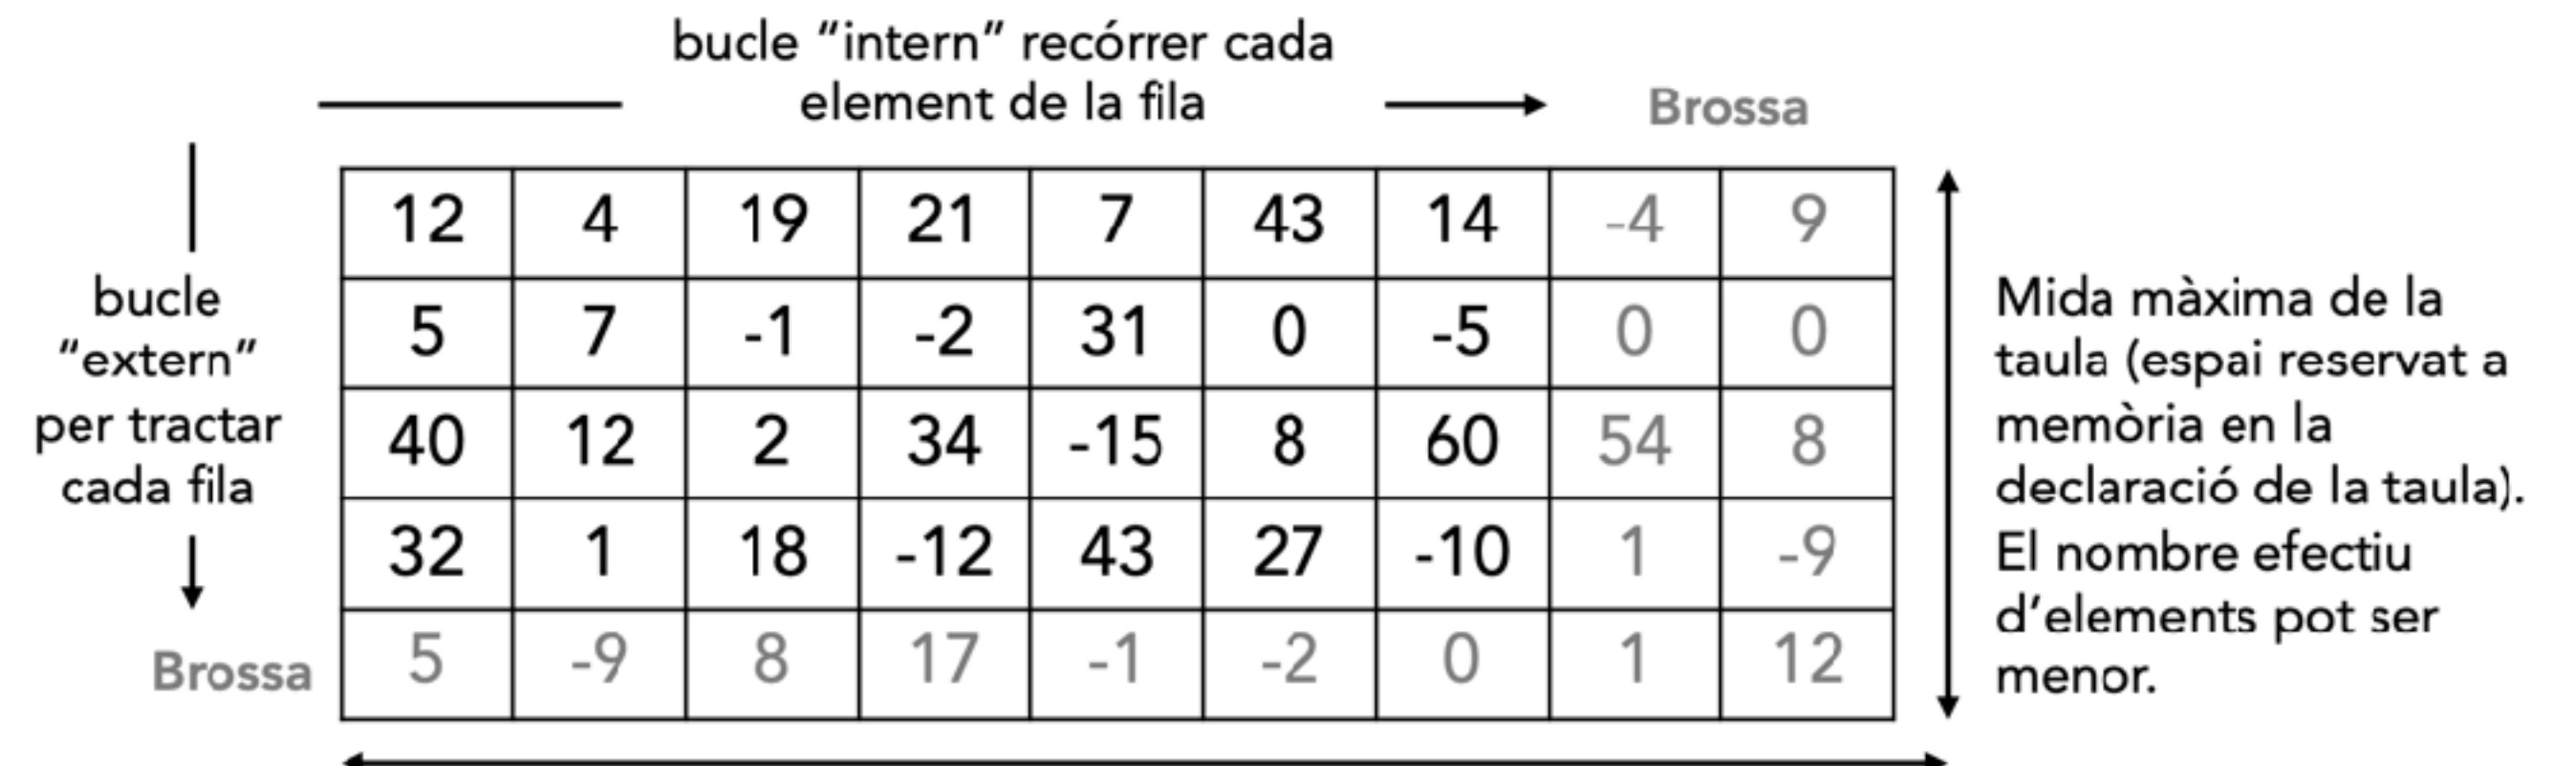 bucle “intern” recórrer cada
element de la fila
Brossa
bucle
“extern”
per tractar
cada fila
Brossa
12 4 19 21 7 43 14 -4 9
5 7 -1 -2 31 0 -5 0 0
40 12 2 34 -15 8 60 54 8
32 1 18 -12 43 27 -10 1 -9
5 -9 8 17 -1 -2 0 1 12
Mida màxima de la
taula (espai reservat a
memòria en la
declaració de la taula).
El nombre efectiu
d’elements pot ser
menor.